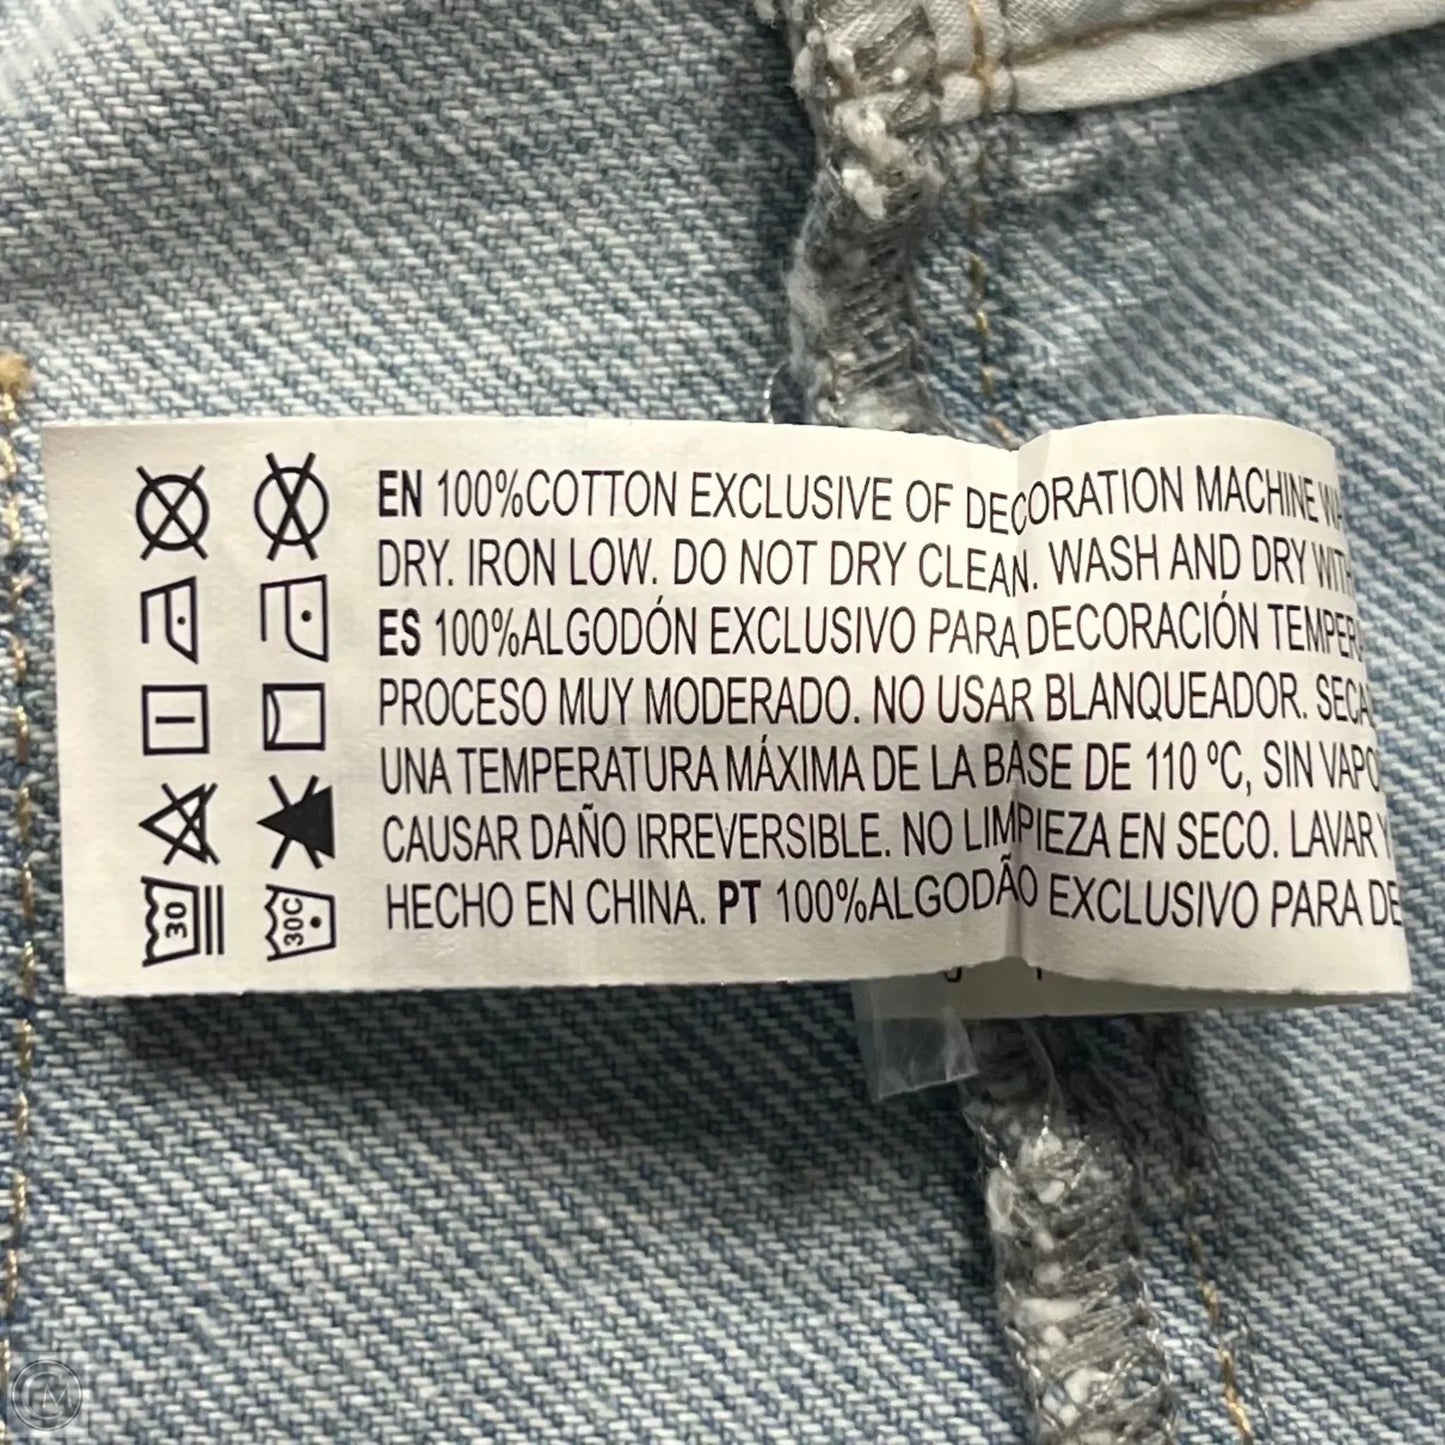 EN 100%COTTON EXCLUSIVE OF DECORATION MACHINE
DRY. IRON LOW. DO NOT DRY CLEAN. WASH AND DRY WITH
ES 100%ALGODÓN EXCLUSIVO PARA DECORACIÓN
PROCESO MUY MODERADO. NO USAR BLANQUEADOR.
UNA TEMPERATURA MÁXIMA DE LA BASE DE 110 ºC, SIN
CAUSAR DAÑO IRREVERSIBLE. NO LIMPIEZA EN SECO. LAVAR Y
HECHO EN CHINA. PT 100%ALGODÃO EXCLUSIVO PARA
30
30C